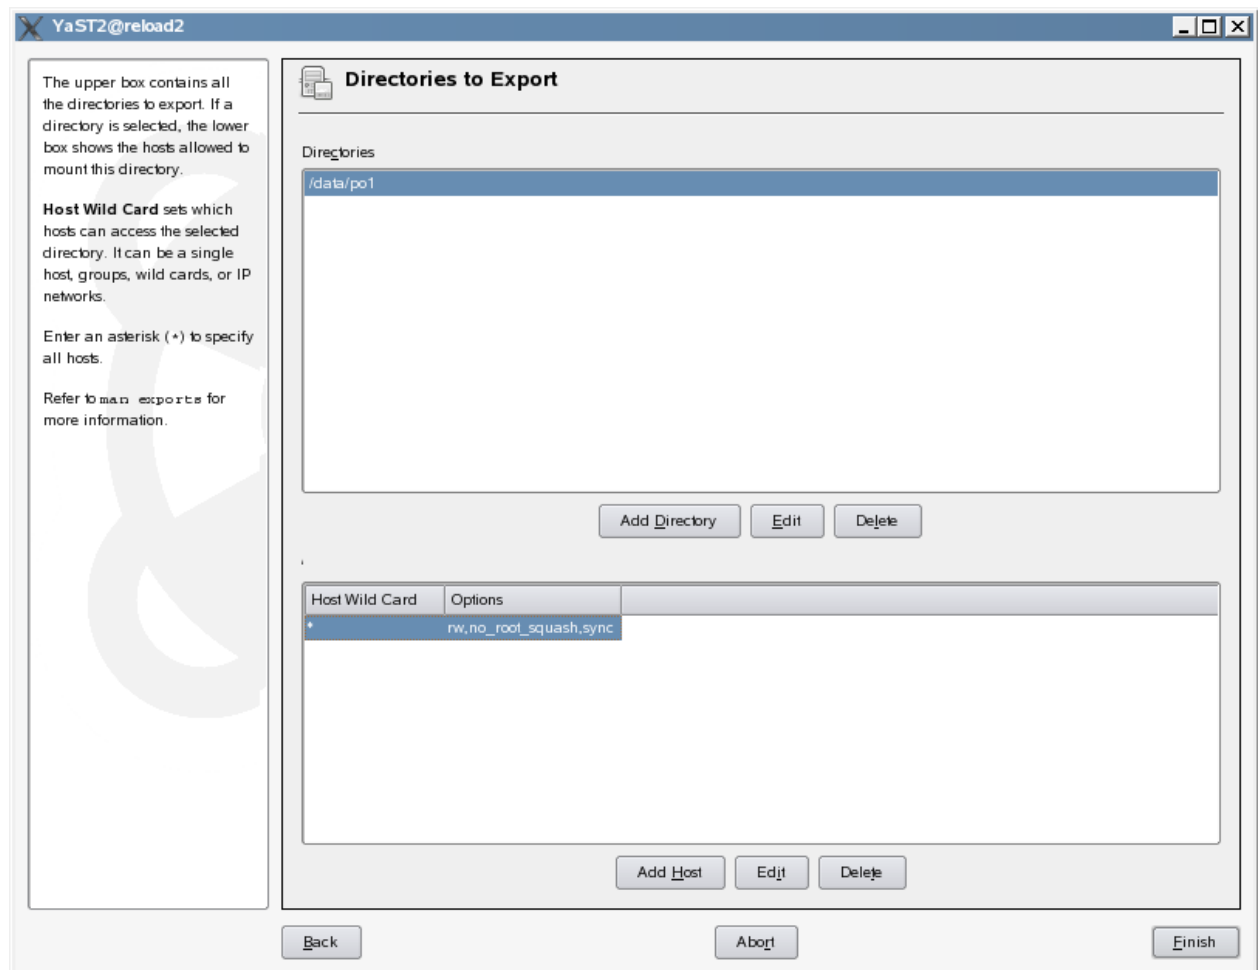 YaST2@reload2
The upper box contains all
the directories to export. If a
directory is selected, the lower
box shows the hosts allowed to
mount this directory.
Host Wild Card sets which
hosts can access the selected
directory. It can be a single
host, groups, wild cards, or IP
networks.
Enter an asterisk (*) to specify
all hosts.
Refer to man exports for
more information.
Directories to Export
Directories
/data/po1
Add Directory Edit Delete
Host Wild Card Options
* rw,no_root_squash,sync
Add Host Edit Delete
Back Abort Finish